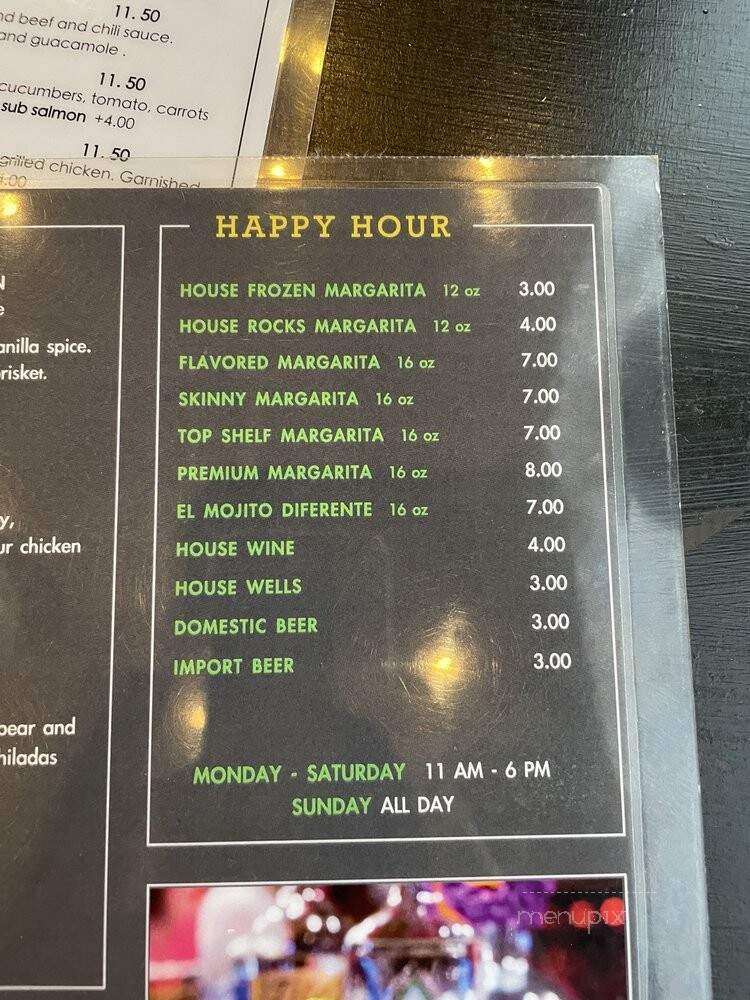 11.50
nd beef and chili sauce.
and guacamole .
11.50
cucumbers, tomato, carrots
sub salmon +4.00
11.50
grilled chicken. Garnished
HAPPY HOUR
HOUSE FROZEN MARGARITA 12 oz 3.00
HOUSE ROCKS MARGARITA 12 oz 4.00
FLAVORED MARGARITA 16 oz 7.00
SKINNY MARGARITA 16 oz 7.00
TOP SHELF MARGARITA 16 oz 7.00
PREMIUM MARGARITA 16 oz 8.00
EL MOJITO DIFERENTE 16 oz 7.00
HOUSE WINE 4.00
HOUSE WELLS 3.00
DOMESTIC BEER 3.00
IMPORT BEER 3.00
MONDAY - SATURDAY 11 AM - 6 PM
SUNDAY ALL DAY
N
e
anilla spice.
risket.
y,
ur chicken
pear and
hiladas
menupix